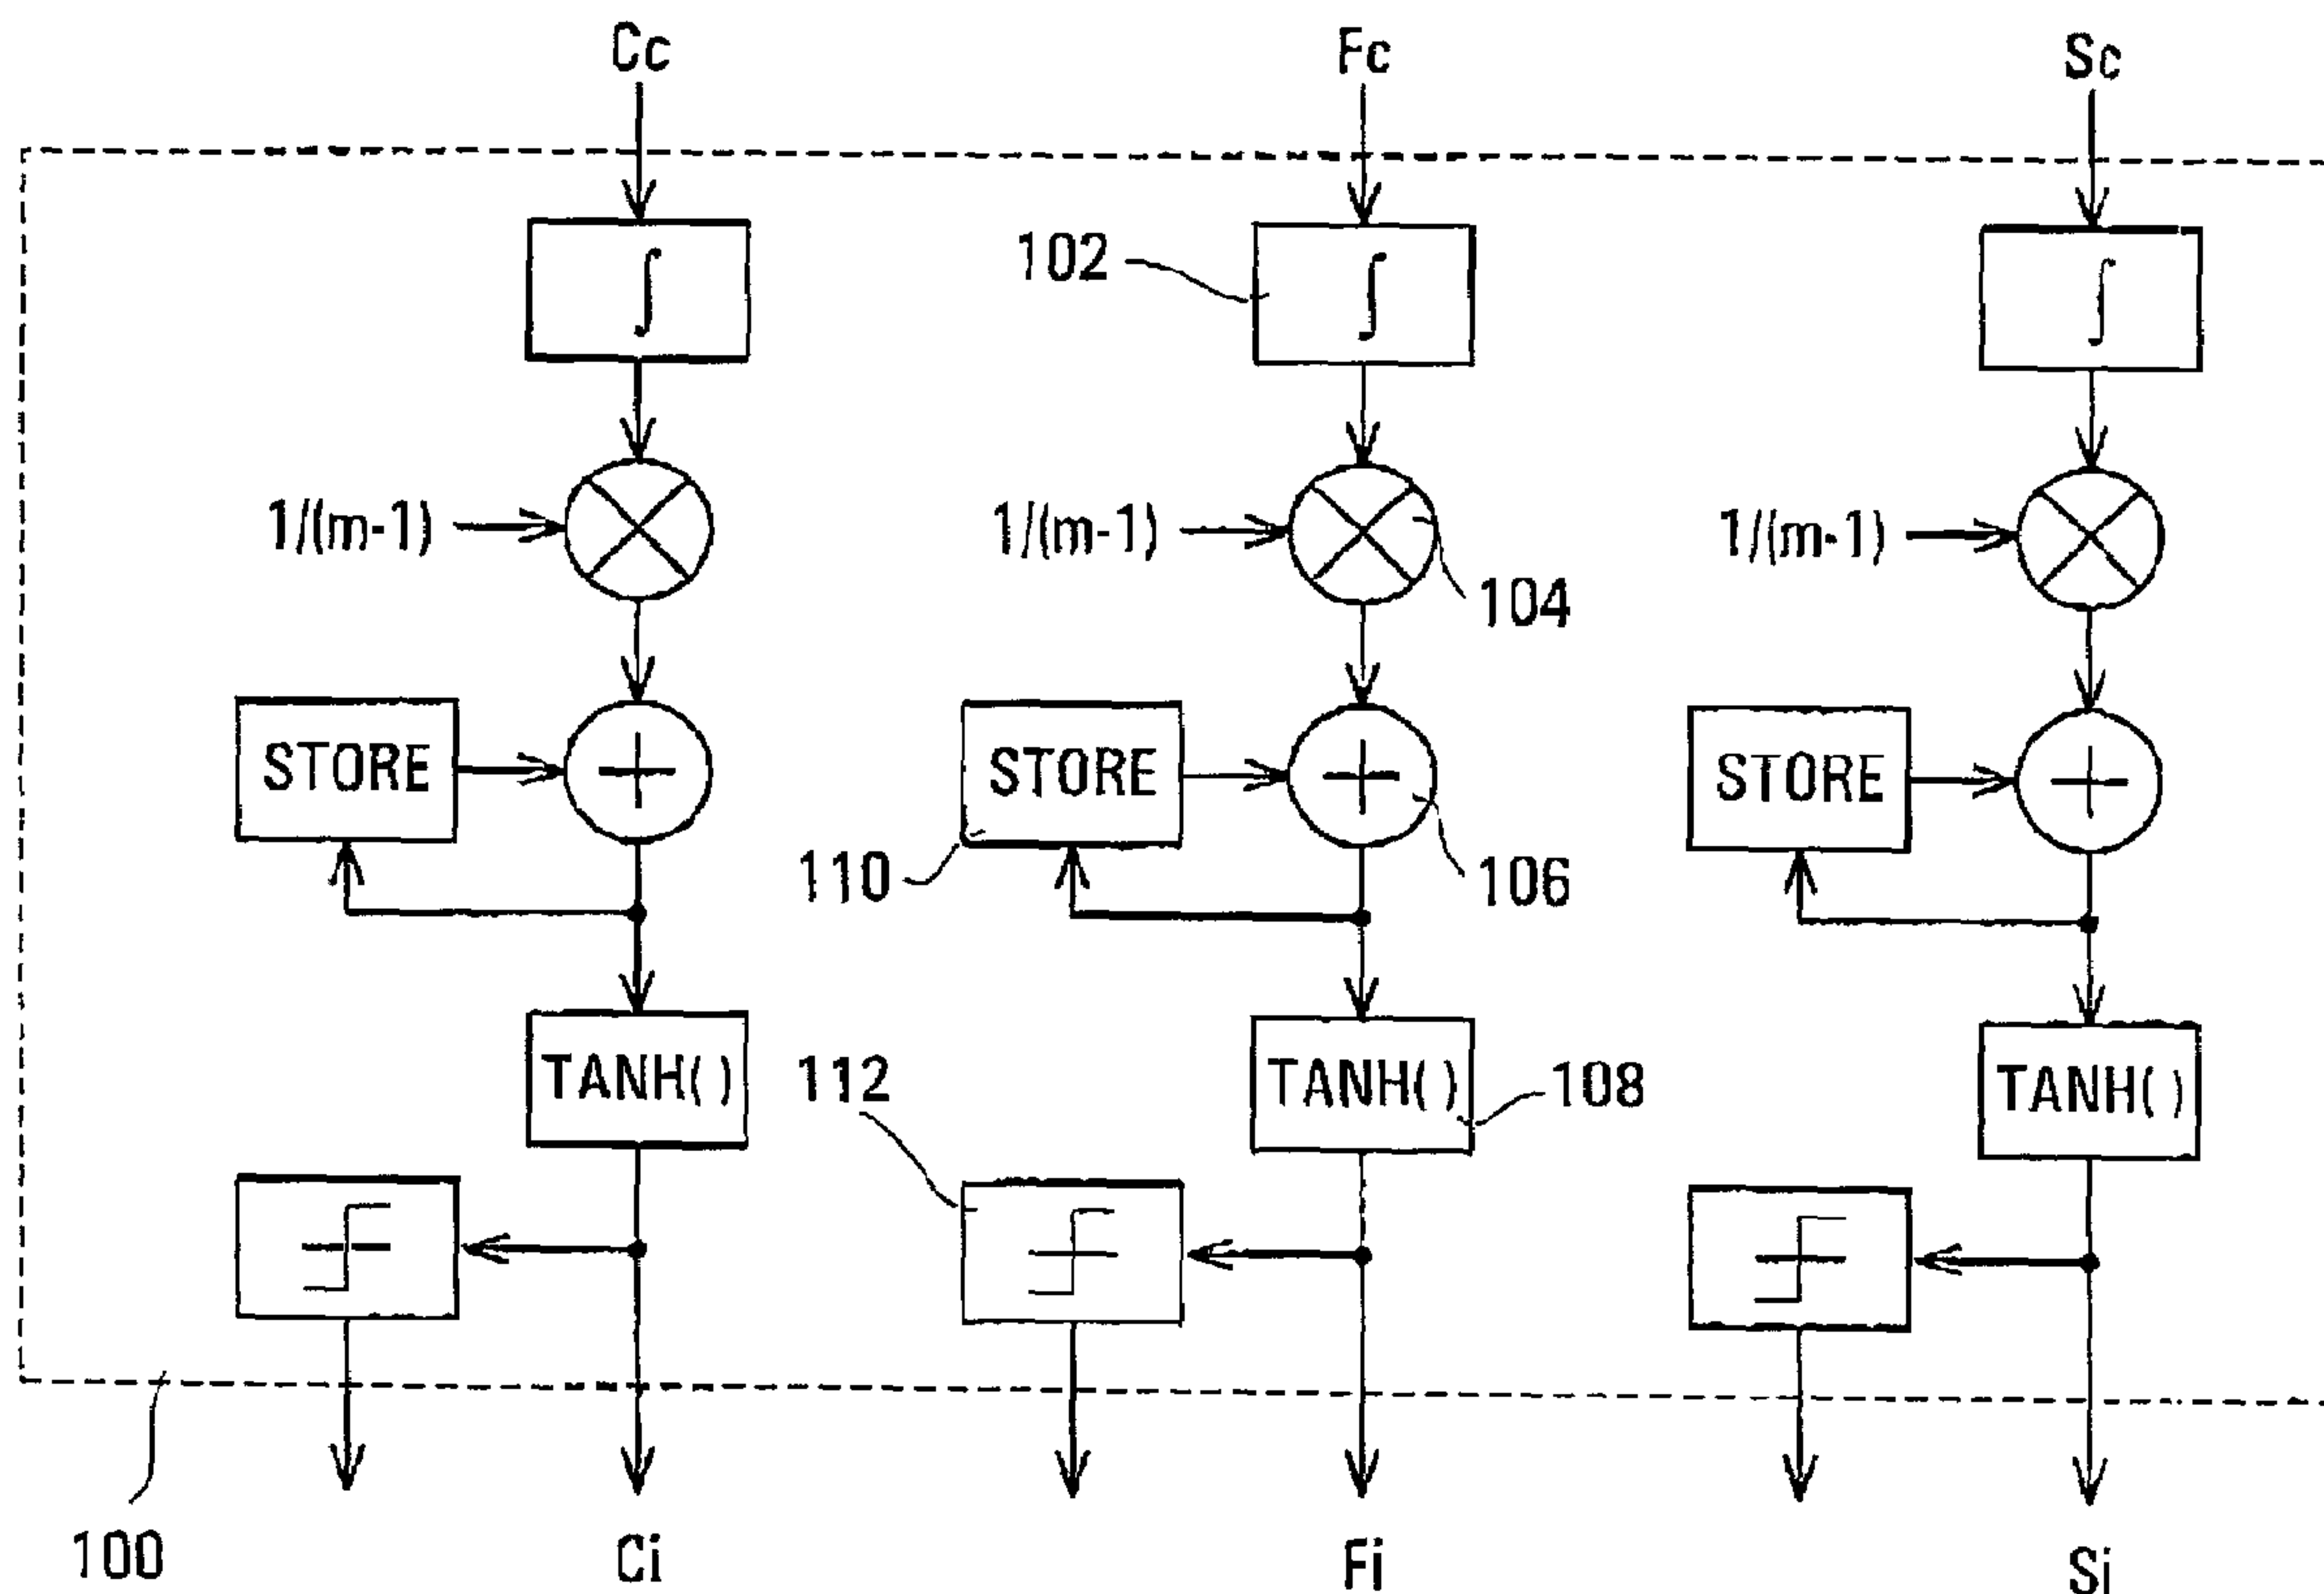 Cc
Fc
Sc
102
∫
∫
∫
1/(m-1)
1/(m-1)
1/(m-1)
104
STORE
STORE
STORE
110
106
TANH()
112
TANH()
108
TANH()
100
Ci
Fi
Si